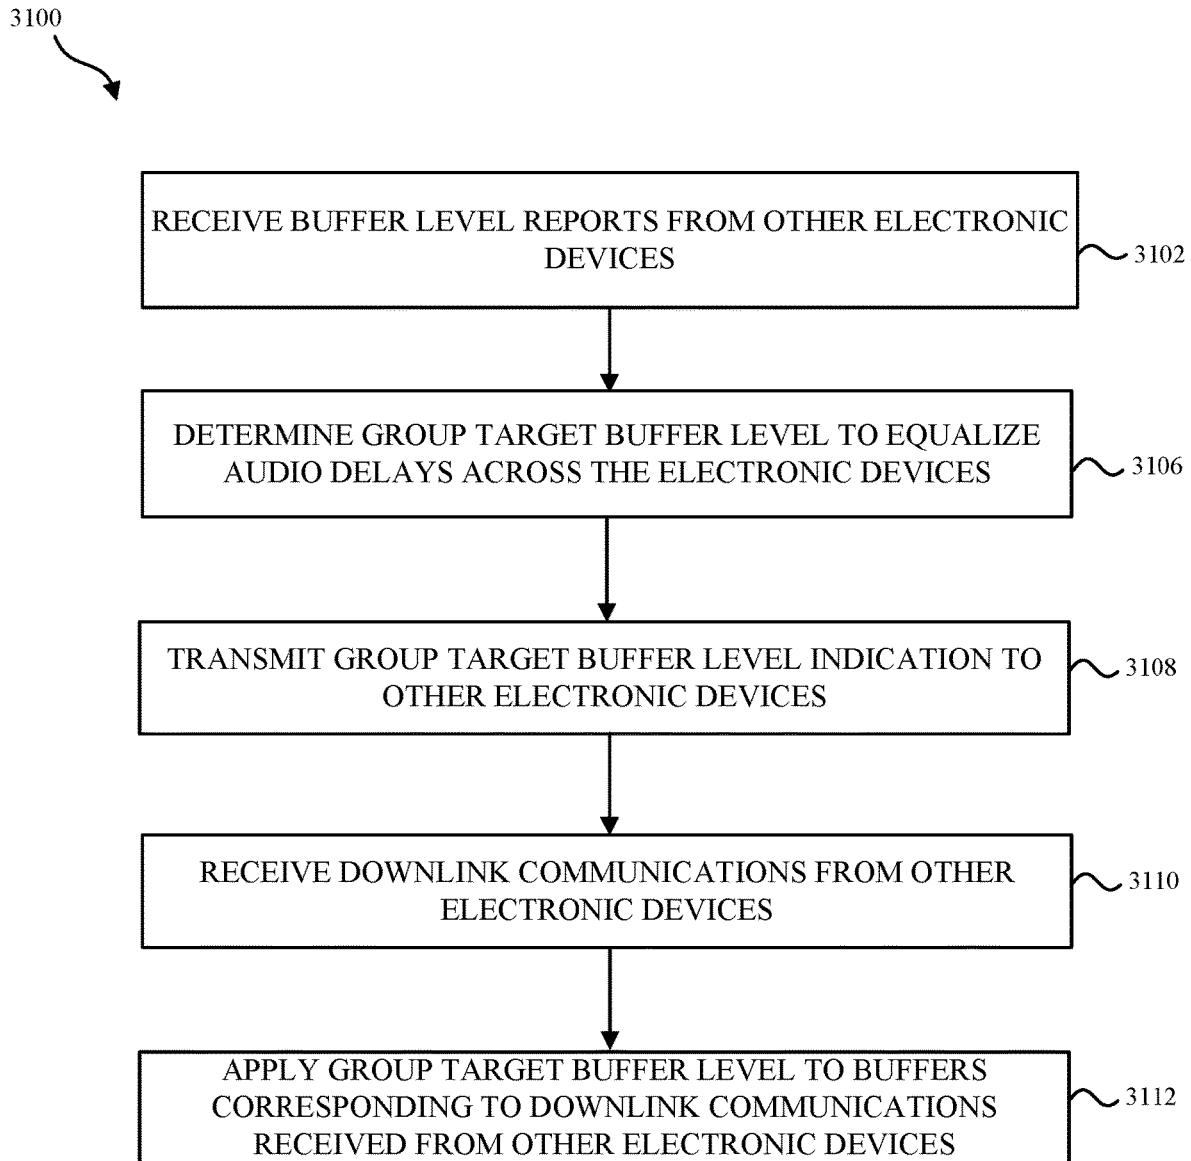 3100
RECEIVE BUFFER LEVEL REPORTS FROM OTHER ELECTRONIC
DEVICES
3102
DETERMINE GROUP TARGET BUFFER LEVEL TO EQUALIZE
AUDIO DELAYS ACROSS THE ELECTRONIC DEVICES
3106
TRANSMIT GROUP TARGET BUFFER LEVEL INDICATION TO
OTHER ELECTRONIC DEVICES
3108
RECEIVE DOWNLINK COMMUNICATIONS FROM OTHER
ELECTRONIC DEVICES
3110
APPLY GROUP TARGET BUFFER LEVEL TO BUFFERS
CORRESPONDING TO DOWNLINK COMMUNICATIONS
RECEIVED FROM OTHER ELECTRONIC DEVICES
3112